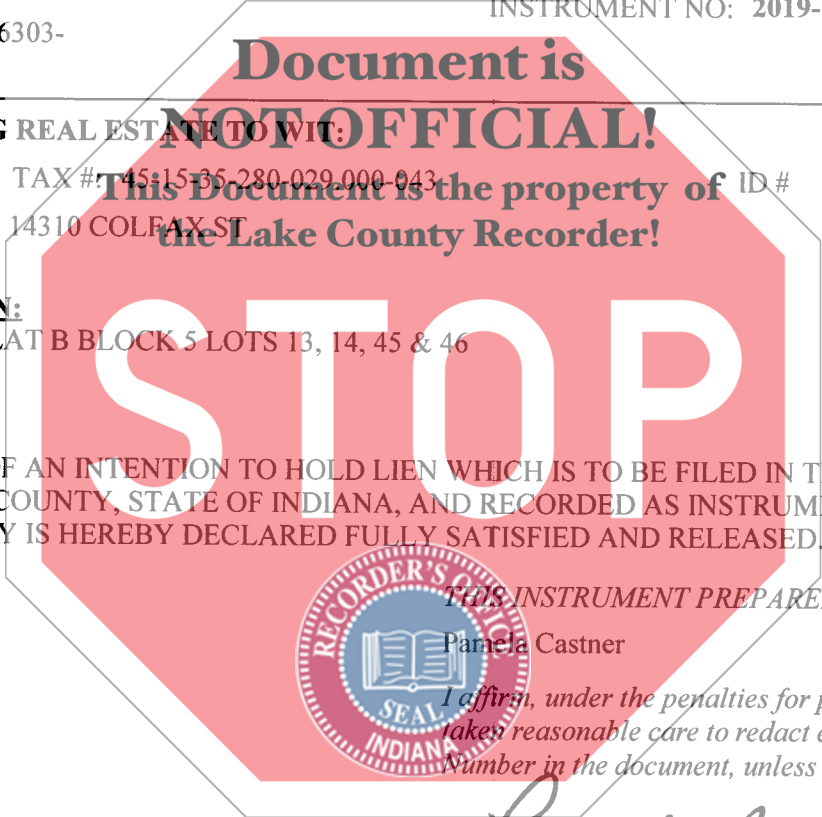 INSTRUMENT NO: 2019-
6303-
Document is
NOT OFFICIAL!
This Document is the property of
the Lake County Recorder!
REAL ESTATE TO WIT:
TAX #: 45-15-35-280-029.000-043 ID #
14310 COLFAX ST
N:
LAT B BLOCK 5 LOTS 13, 14, 45 & 46
STOP
OF AN INTENTION TO HOLD LIEN WHICH IS TO BE FILED IN
COUNTY, STATE OF INDIANA, AND RECORDED AS
Y IS HEREBY DECLARED FULLY SATISFIED AND RELEASED.
THIS INSTRUMENT
Pamela Castner
I affirm, under the penalties for
taken reasonable care to redact
Number in the document, unless
RECORDER'S OFFICE
SEAL
INDIANA